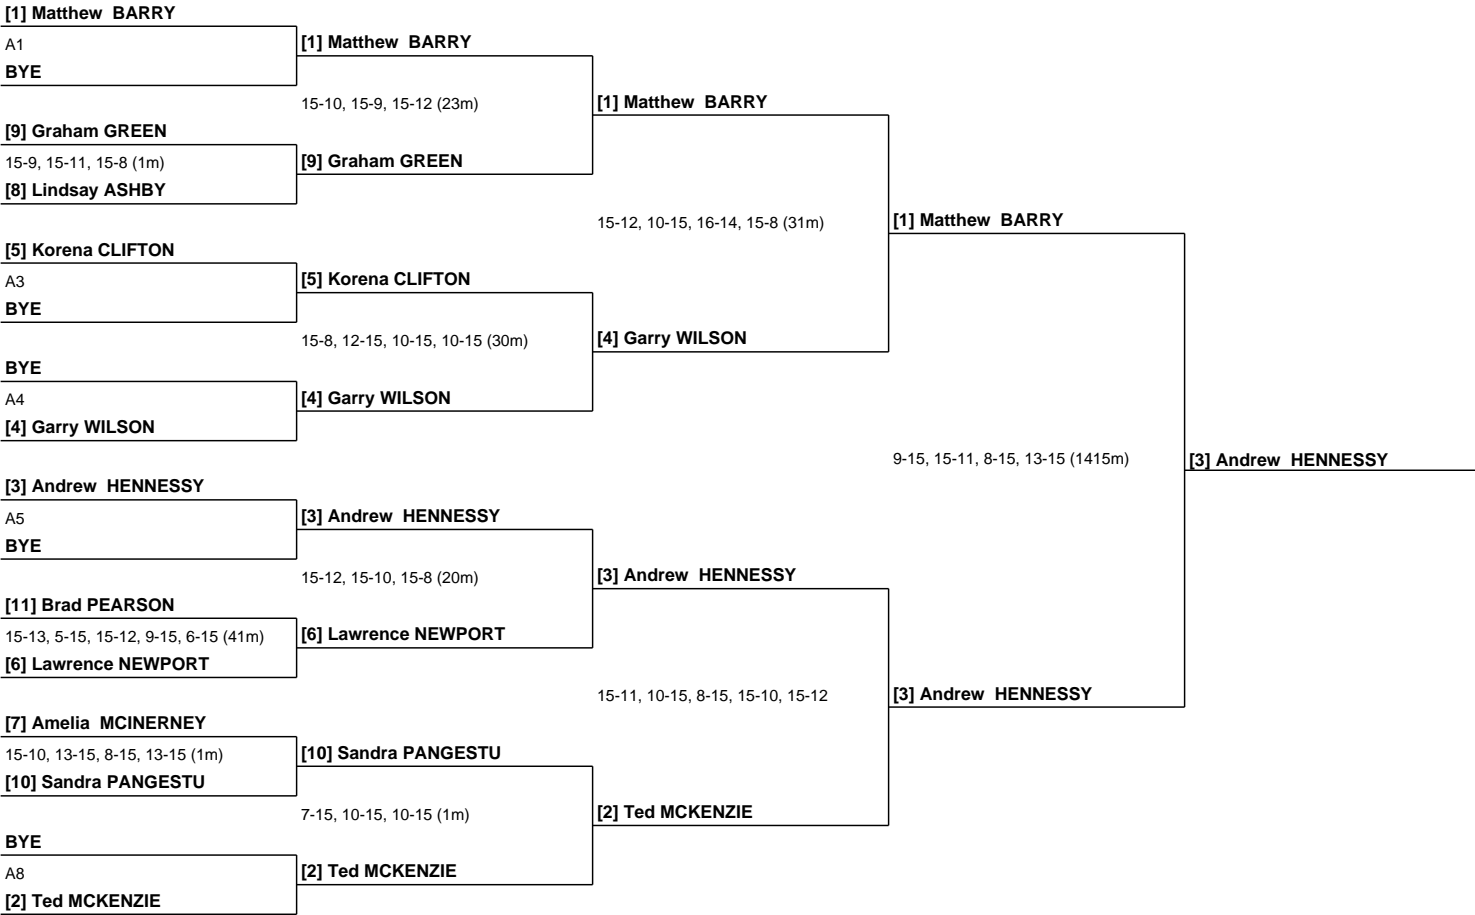 [1] Matthew  BARRY
A1
BYE
[9] Graham GREEN
15-9, 15-11, 15-8 (1m)
[8] Lindsay ASHBY
[5] Korena CLIFTON
A3
BYE
BYE
A4
[4] Garry WILSON
[3] Andrew  HENNESSY
A5
BYE
[11] Brad PEARSON
15-13, 5-15, 15-12, 9-15, 6-15 (41m)
[6] Lawrence NEWPORT
[7] Amelia  MCINERNEY
15-10, 13-15, 8-15, 13-15 (1m)
[10] Sandra PANGESTU
BYE
A8
[2] Ted MCKENZIE
[1] Matthew  BARRY
15-10, 15-9, 15-12 (23m)
[9] Graham GREEN
[5] Korena CLIFTON
15-8, 12-15, 10-15, 10-15 (30m)
[4] Garry WILSON
[3] Andrew  HENNESSY
15-12, 15-10, 15-8 (20m)
[6] Lawrence NEWPORT
[10] Sandra PANGESTU
7-15, 10-15, 10-15 (1m)
[2] Ted MCKENZIE
[1] Matthew  BARRY
15-12, 10-15, 16-14, 15-8 (31m)
[4] Garry WILSON
[3] Andrew  HENNESSY
15-11, 10-15, 8-15, 15-10, 15-12
[2] Ted MCKENZIE
[1] Matthew  BARRY
9-15, 15-11, 8-15, 13-15 (1415m)
[3] Andrew  HENNESSY
[3] Andrew  HENNESSY